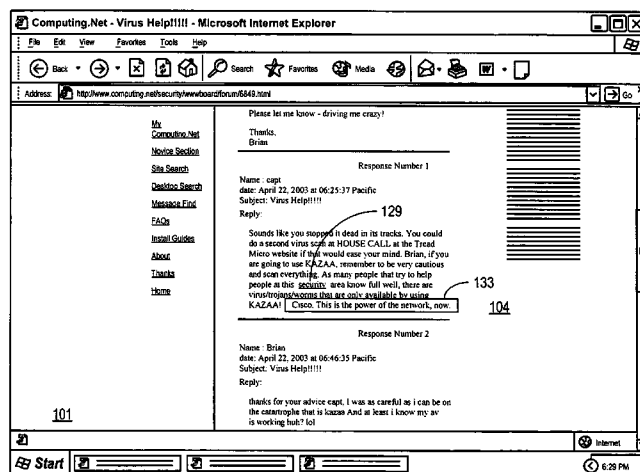 Computing.Net - Virus Help!!!!! - Microsoft Internet Explorer
File Edit View Favorites Tools Help
Back Search Favorites Media
Address: http://www.computing.net/security/wwwboard/forum/5849.html Go
My
Computing.Net
Novice Section
Site Search
Desktop Search
Message Find
FAQs
Install Guides
About
Thanks
Home
Please let me know - driving me crazy!
Thanks,
Brian
Response Number 1
Name : capt
date: April 22, 2003 at 06:25:37 Pacific
Subject: Virus Help!!!!!
Reply:
129
Sounds like you stopped it dead in its tracks. You could
do a second virus scan at HOUSE CALL at the Tread
Micro website if that would ease your mind. Brian, if you
are going to use KAZAA, remember to be very cautious
and scan everything. As many people that try to help
people at this security area know full well, there are
virus/trojans/worms that are only available by using
KAZAA! Cisco. This is the power of the network, now.
133
104
Response Number 2
Name : Brian
date: April 22, 2003 at 06:46:35 Pacific
Subject: Virus Help!!!!!
Reply:
thanks for your advice capt, I was as careful as i can be on
the catartrophe that is kazaa And at least i know my av
is working huh? lol
101
Internet
Start
6:29 PM